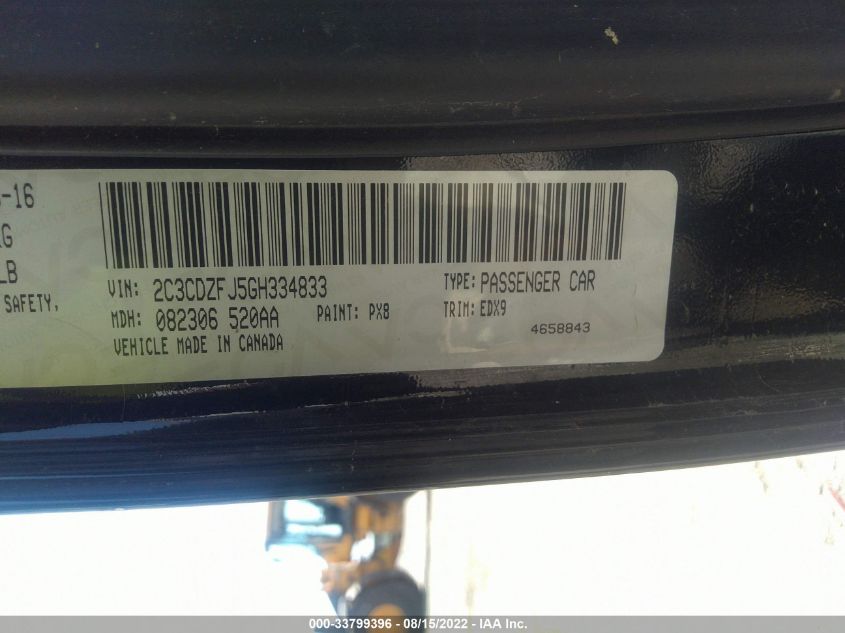 -16
KG
LB
SAFETY,
VIN: 2C3CDZFJ5GH334833
TYPE: PASSENGER CAR
MDH: 082306 520AA
PAINT: PX8
TRIM: EDX9
VEHICLE MADE IN CANADA
4658843
000-33799396 - 08/15/2022 - IAA Inc.